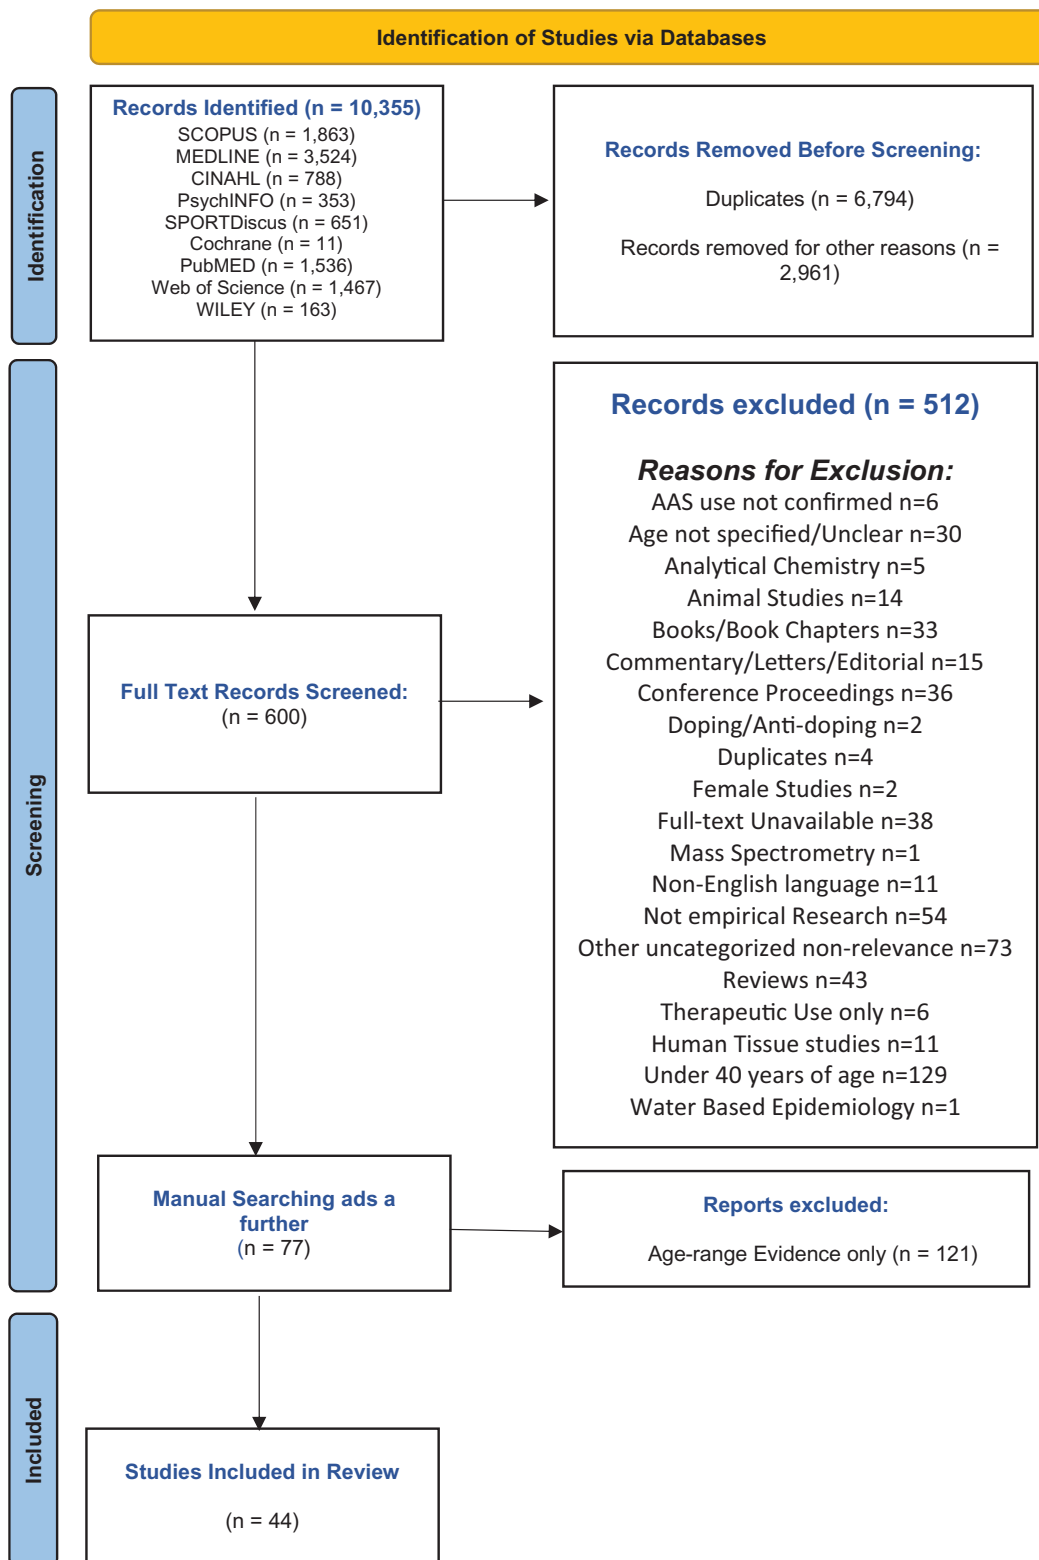 Identification of Studies via Databases
Identification
Records Identified (n = 10,355)
SCOPUS (n = 1,863)
MEDLINE (n = 3,524)
CINAHL (n = 788)
PsychINFO (n = 353)
SPORTDiscus (n = 651)
Cochrane (n = 11)
PubMED (n = 1,536)
Web of Science (n = 1,467)
WILEY (n = 163)
Records Removed Before Screening:
Duplicates (n = 6,794)
Records removed for other reasons (n =
2,961)
Screening
Full Text Records Screened:
(n = 600)
Records excluded (n = 512)
Reasons for Exclusion:
AAS use not confirmed n=6
Age not specified/Unclear n=30
Analytical Chemistry n=5
Animal Studies n=14
Books/Book Chapters n=33
Commentary/Letters/Editorial n=15
Conference Proceedings n=36
Doping/Anti-doping n=2
Duplicates n=4
Female Studies n=2
Full-text Unavailable n=38
Mass Spectrometry n=1
Non-English language n=11
Not empirical Research n=54
Other uncategorized non-relevance n=73
Reviews n=43
Therapeutic Use only n=6
Human Tissue studies n=11
Under 40 years of age n=129
Water Based Epidemiology n=1
Manual Searching ads a
further
(n = 77)
Reports excluded:
Age-range Evidence only (n = 121)
Included
Studies Included in Review
(n = 44)